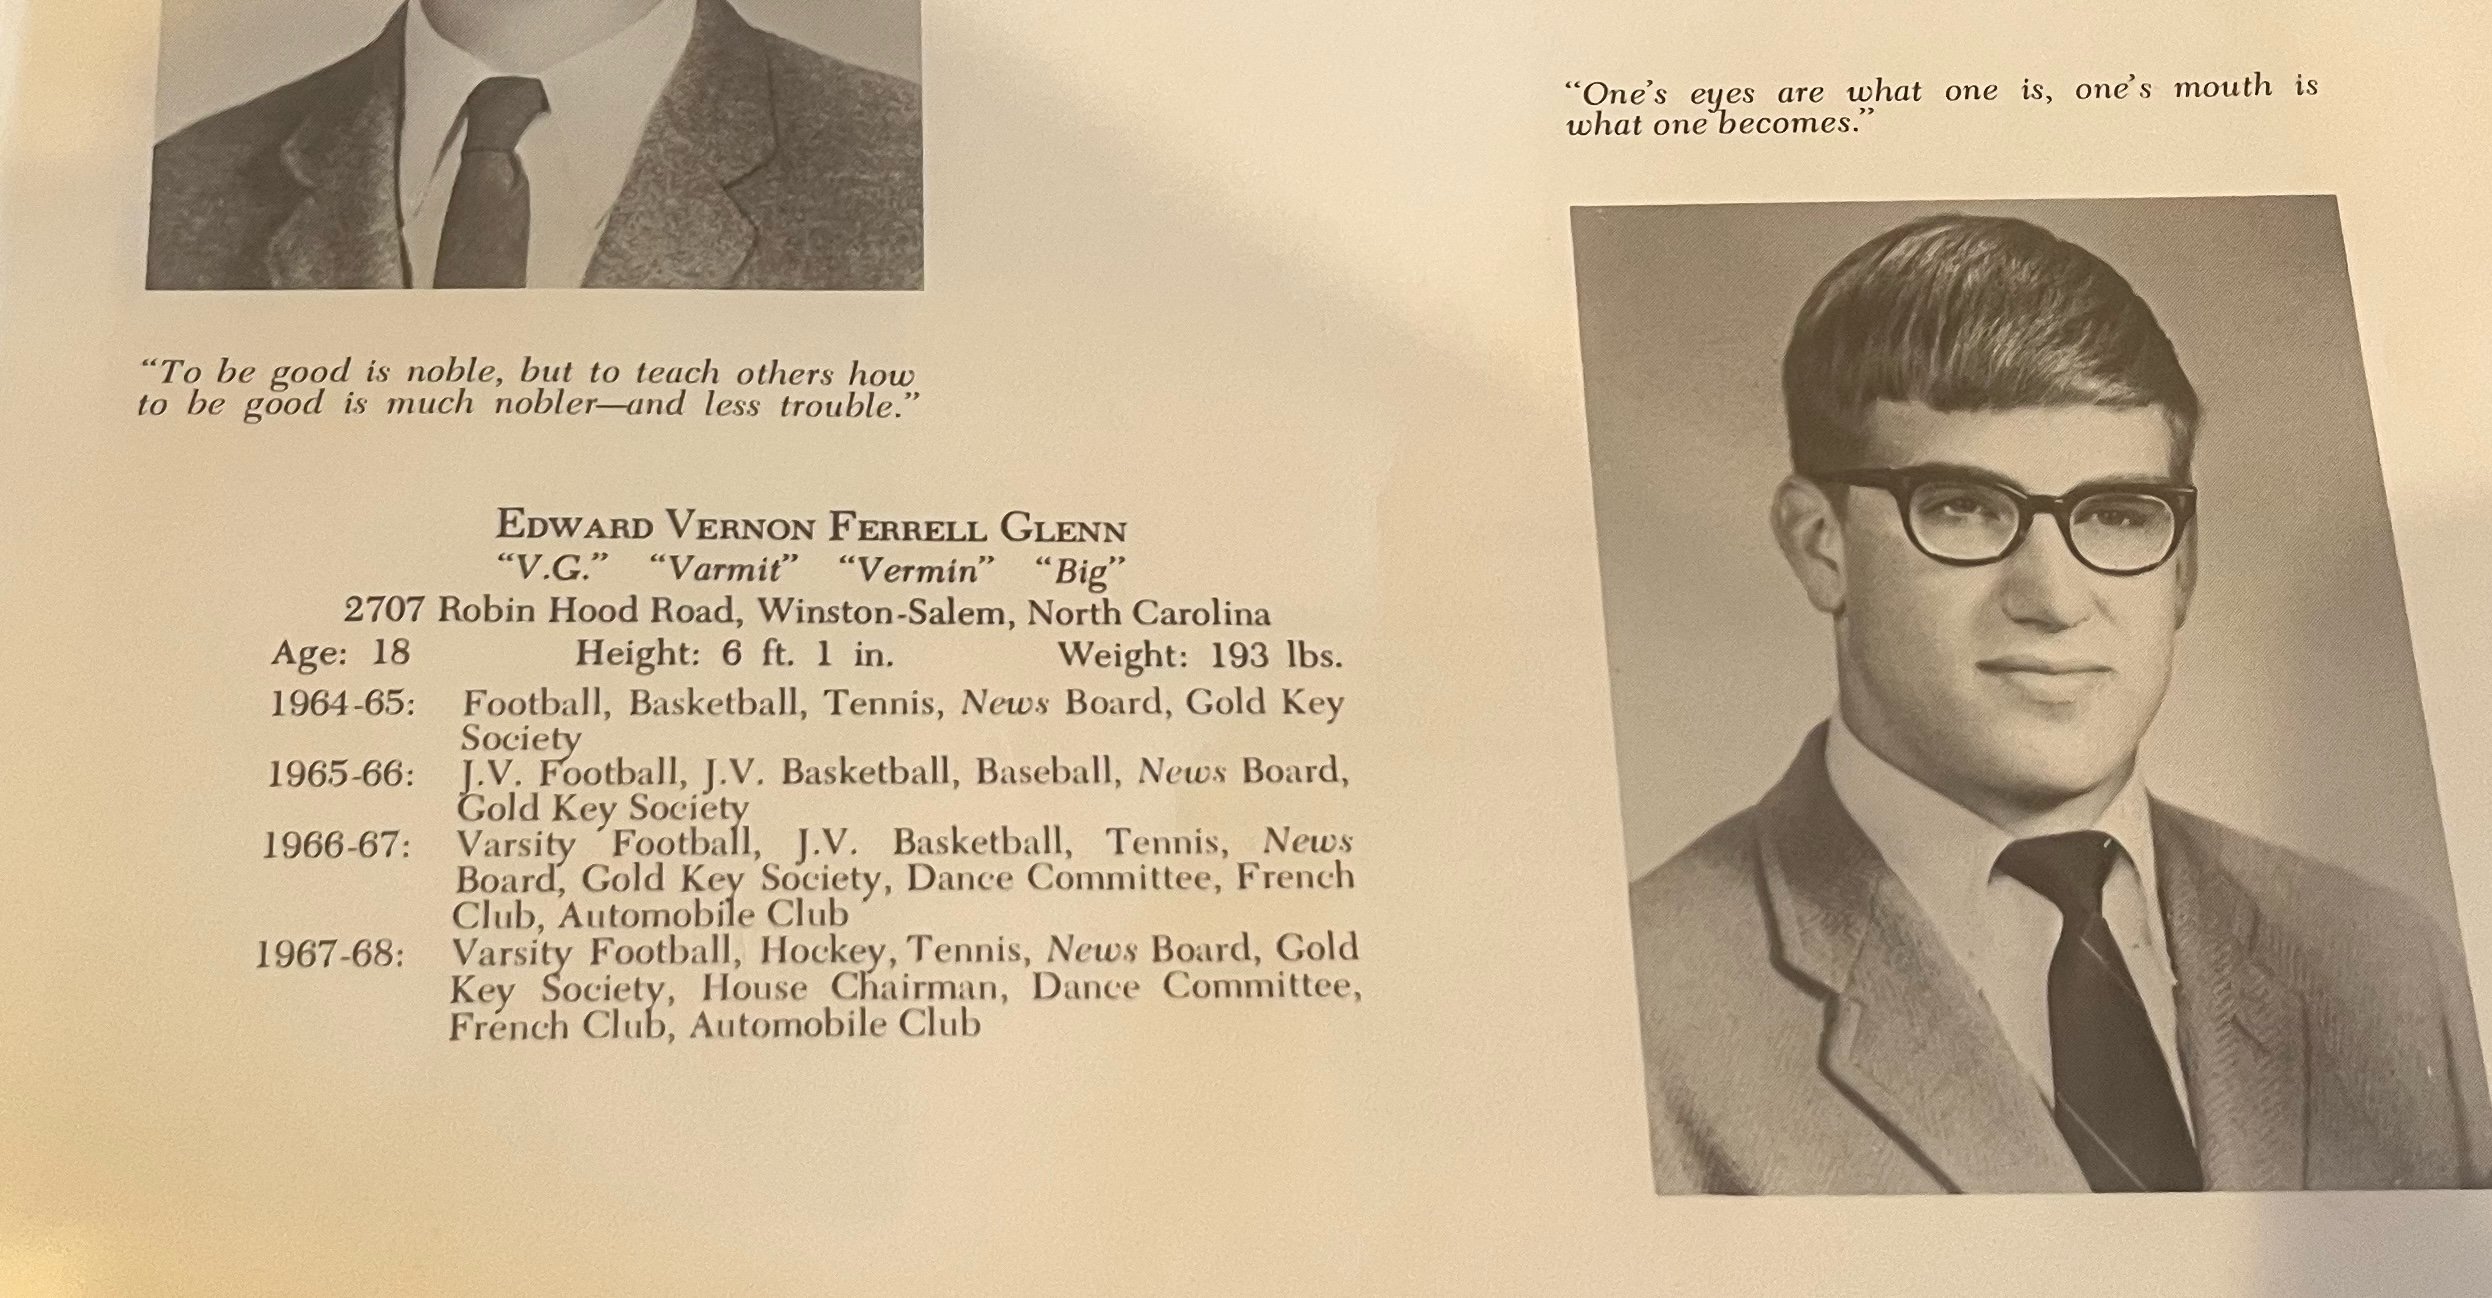 “To be good is noble, but to teach others how
to be good is much nobler—and less trouble.”
EDWARD VERNON FERRELL GLENN
“V.G.” “Varmit” “Vermin” “Big”
2707 Robin Hood Road, Winston-Salem, North Carolina
Age: 18 Height: 6 ft. 1 in. Weight: 193 lbs.
1964-65: Football, Basketball, Tennis, News Board, Gold Key
Society
1965-66: J.V. Football, J.V. Basketball, Baseball, News Board,
Gold Key Society
1966-67: Varsity Football, J.V. Basketball, Tennis, News
Board, Gold Key Society, Dance Committee, French
Club, Automobile Club
1967-68: Varsity Football, Hockey, Tennis, News Board, Gold
Key Society, House Chairman, Dance Committee,
French Club, Automobile Club
“One’s eyes are what one is, one’s mouth is
what one becomes.”